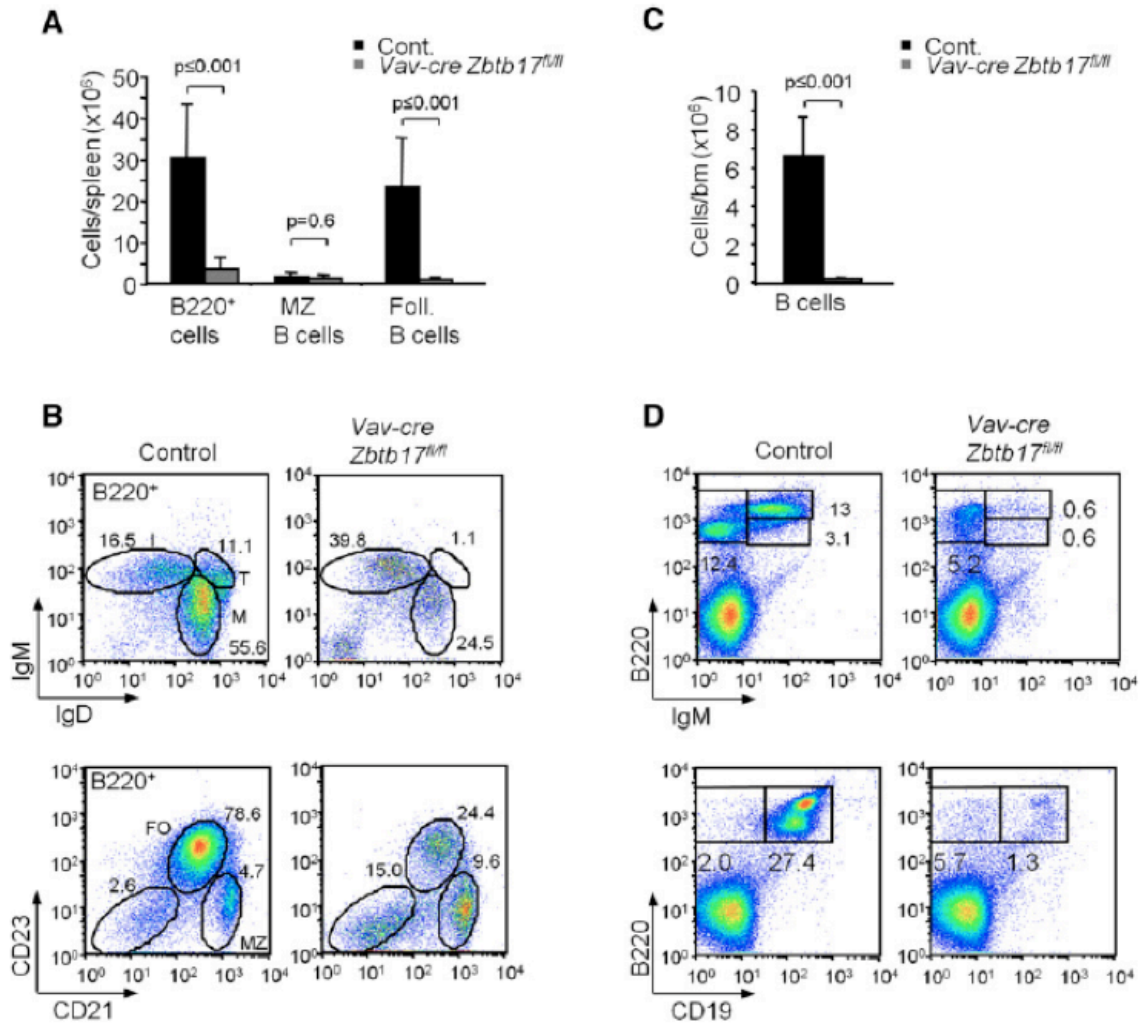 A
■ Cont.
■ Vav-cre Zbtb17fl/fl
Cells/spleen (x10⁶)
50
40
30
20
10
0
p≤0.001
p=0.6
p≤0.001
B220⁺ cells
MZ B cells
Foll. B cells
C
■ Cont.
■ Vav-cre Zbtb17fl/fl
Cells/bm (x10⁶)
10
8
6
4
2
0
p≤0.001
B cells
B
Control
Vav-cre
Zbtb17fl/fl
B220⁺
10⁴
10³
10²
10¹
10⁰
16.5 I 11.1
T
M
55.6
10⁰ 10¹ 10² 10³ 10⁴
IgM
IgD
10⁴
10³
10²
10¹
10⁰
39.8 1.1
24.5
10⁰ 10¹ 10² 10³ 10⁴
B220⁺
10⁴
10³
10²
10¹
10⁰
FO 78.6
2.6 4.7
MZ
10⁰ 10¹ 10² 10³ 10⁴
CD23
CD21
10⁴
10³
10²
10¹
10⁰
24.4
15.0 9.6
10⁰ 10¹ 10² 10³ 10⁴
D
Control
Vav-cre
Zbtb17fl/fl
10⁴
10³
10²
10¹
10⁰
13
3.1
12.4
10⁰ 10¹ 10² 10³ 10⁴
B220
IgM
10⁴
10³
10²
10¹
10⁰
0.6
0.6
5.2
10⁰ 10¹ 10² 10³ 10⁴
10⁴
10³
10²
10¹
10⁰
2.0 27.4
10⁰ 10¹ 10² 10³ 10⁴
B220
CD19
10⁴
10³
10²
10¹
10⁰
5.7 1.3
10⁰ 10¹ 10² 10³ 10⁴